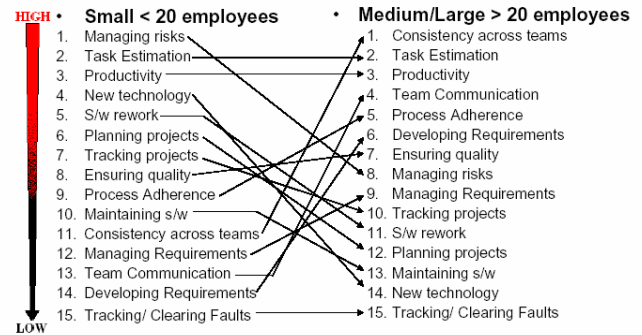 HIGH
• Small < 20 employees
1. Managing risks
2. Task Estimation
3. Productivity
4. New technology
5. S/w rework
6. Planning projects
7. Tracking projects
8. Ensuring quality
9. Process Adherence
10. Maintaining s/w
11. Consistency across teams
12. Managing Requirements
13. Team Communication
14. Developing Requirements
15. Tracking/ Clearing Faults
LOW
• Medium/Large > 20 employees
1. Consistency across teams
2. Task Estimation
3. Productivity
4. Team Communication
5. Process Adherence
6. Developing Requirements
7. Ensuring quality
8. Managing risks
9. Managing Requirements
10. Tracking projects
11. S/w rework
12. Planning projects
13. Maintaining s/w
14. New technology
15. Tracking/ Clearing Faults